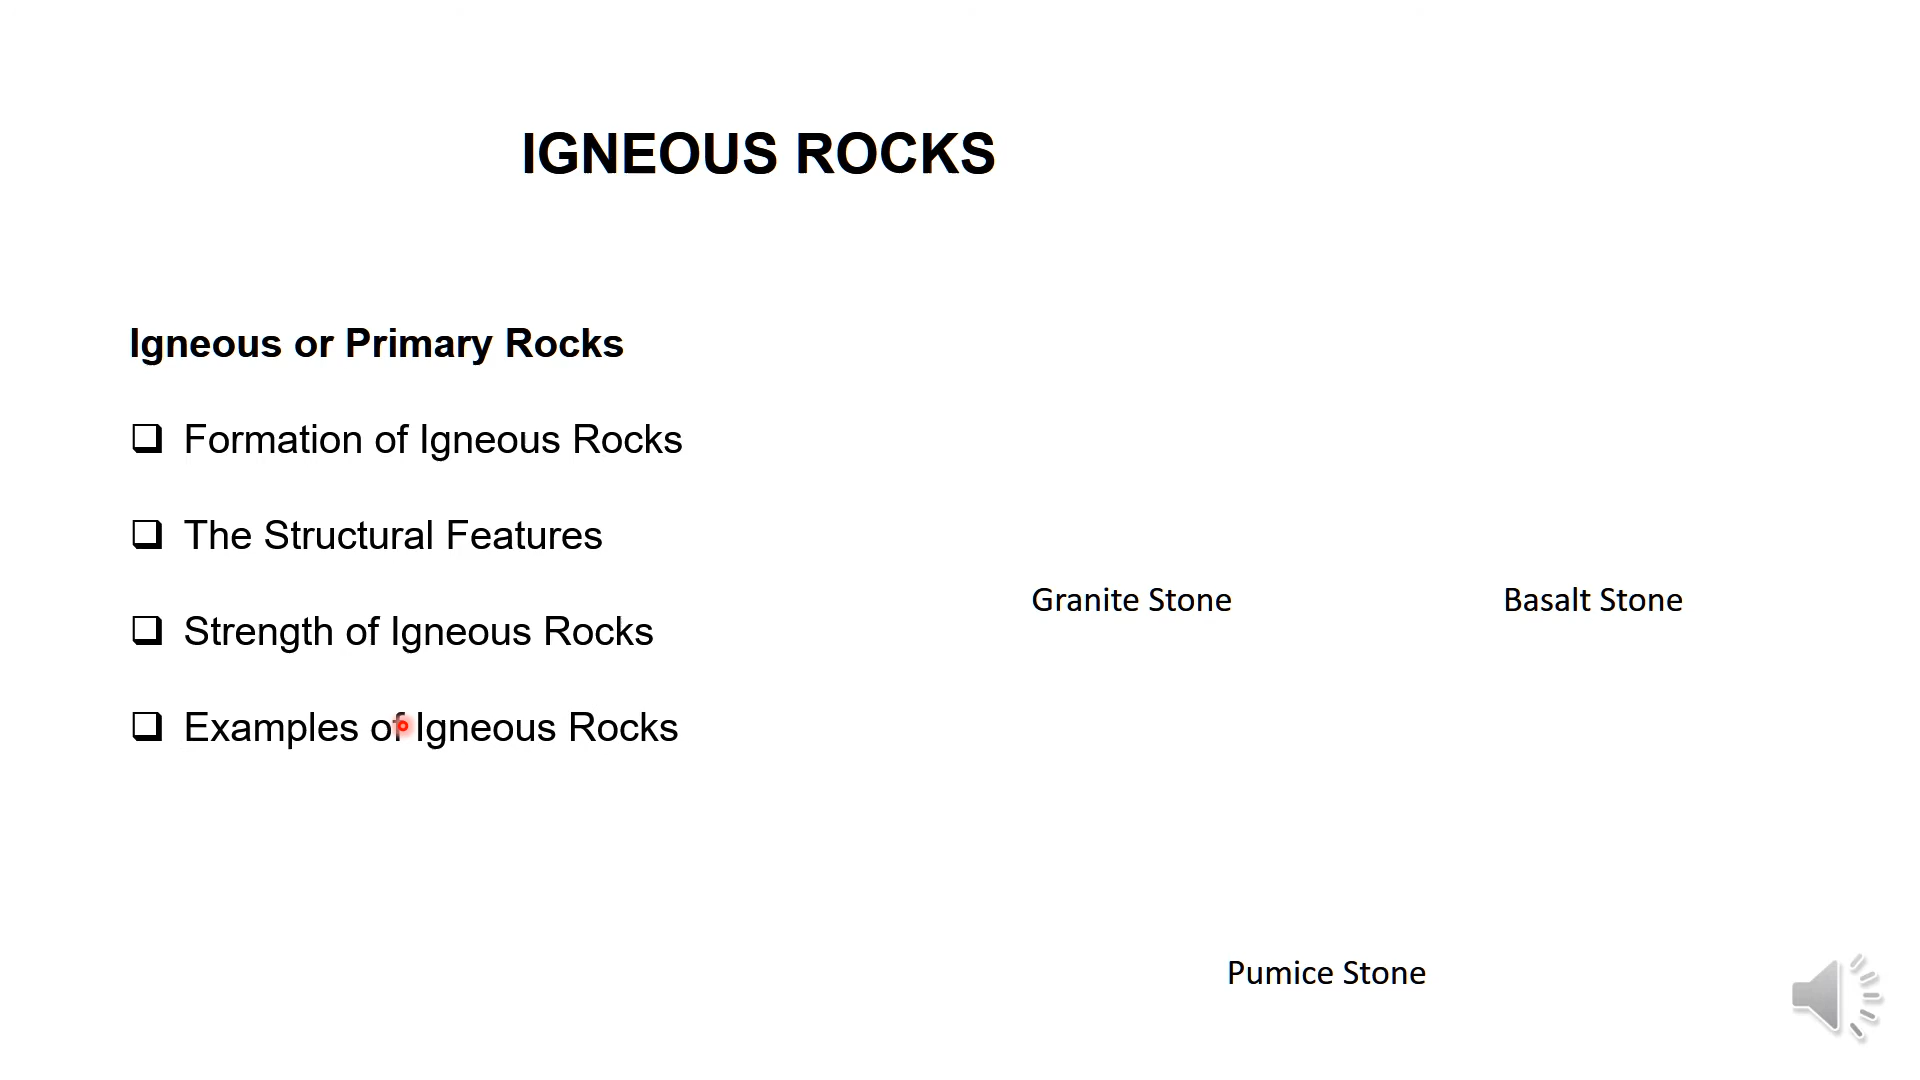 IGNEOUS ROCKS
Igneous or Primary Rocks
❑ Formation of Igneous Rocks
❑ The Structural Features
❑ Strength of Igneous Rocks
❑ Examples of Igneous Rocks
Granite Stone
Basalt Stone
Pumice Stone